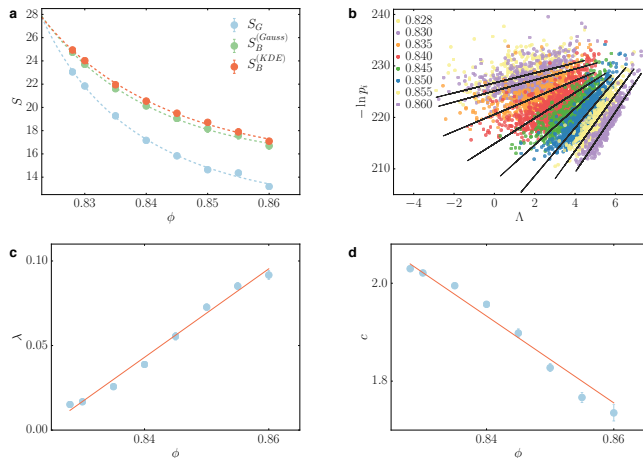 a
28
26
24
22
20
18
16
14
S
0.83
0.84
0.85
0.86
ϕ
S_G
S_B^(Gauss)
S_B^(KDE)
b
240
230
220
210
− ln p_i
−4
−2
0
2
4
6
Λ
0.828
0.830
0.835
0.840
0.845
0.850
0.855
0.860
c
0.10
0.05
0.00
λ
0.84
0.86
ϕ
d
2.0
1.8
c
0.84
0.86
ϕ